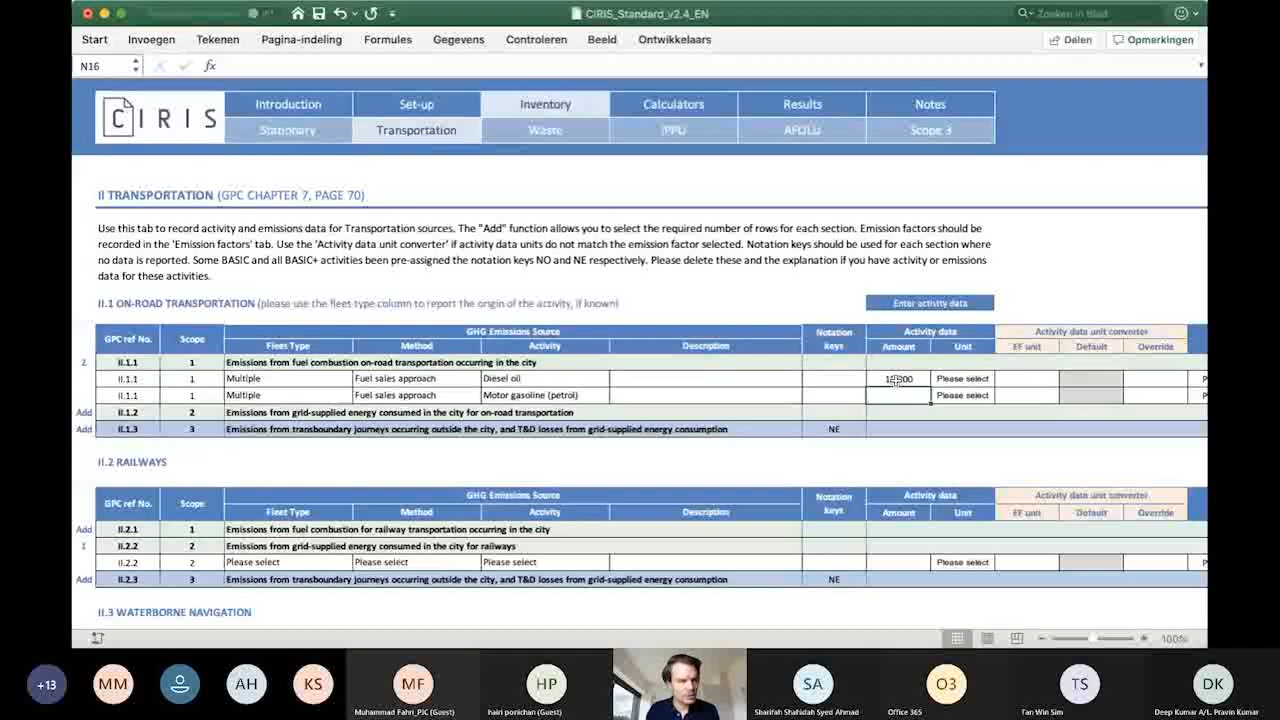 CIRIS_Standard_v2.4_EN
Zoeken in blad
Start Invoegen Tekenen Pagina-indeling Formules Gegevens Controleren Beeld Ontwikkelaars Delen Opmerkingen
N16 fx
CIRIS
Introduction Set-up Inventory Calculators Results Notes
Stationary Transportation Waste IPPU AFOLU Scope 3
II TRANSPORTATION (GPC CHAPTER 7, PAGE 70)
Use this tab to record activity and emissions data for Transportation sources. The "Add" function allows you to select the required number of rows for each section. Emission factors should be
recorded in the 'Emission factors' tab. Use the 'Activity data unit converter' if activity data units do not match the emission factor selected. Notation keys should be used for each section where
no data is reported. Some BASIC and all BASIC+ activities been pre-assigned the notation keys NO and NE respectively. Please delete these and the explanation if you have activity or emissions
data for these activities.
II.1 ON-ROAD TRANSPORTATION (please use the fleet type column to report the origin of the activity, if known) Enter activity data
GPC ref No. Scope GHG Emissions Source Notation keys Activity data Activity data unit converter
Fleet Type Method Activity Description Amount Unit EF unit Default Override
Σ II.1.1 1 Emissions from fuel combustion on-road transportation occurring in the city
II.1.1 1 Multiple Fuel sales approach Diesel oil Please select
II.1.1 1 Multiple Fuel sales approach Motor gasoline (petrol) Please select
Add II.1.2 2 Emissions from grid-supplied energy consumed in the city for on-road transportation
Add II.1.3 3 Emissions from transboundary journeys occurring outside the city, and T&D losses from grid-supplied energy consumption NE
II.2 RAILWAYS
GPC ref No. Scope GHG Emissions Source Notation keys Activity data Activity data unit converter
Fleet Type Method Activity Description Amount Unit EF unit Default Override
Add II.2.1 1 Emissions from fuel combustion for railway transportation occurring in the city
Σ II.2.2 2 Emissions from grid-supplied energy consumed in the city for railways
II.2.2 2 Please select Please select Please select Please select
Add II.2.3 3 Emissions from transboundary journeys occurring outside the city, and T&D losses from grid-supplied energy consumption NE
II.3 WATERBORNE NAVIGATION
100%
+13 MM AH KS MF HP SA O3 TS DK
Muhammad Fahri_PJC (Guest) hairi ponichan (Guest) Sharifah Shahidah Syed Ahmad Office 365 Tan Win Sim Deep Kumar A/L. Pravin Kumar